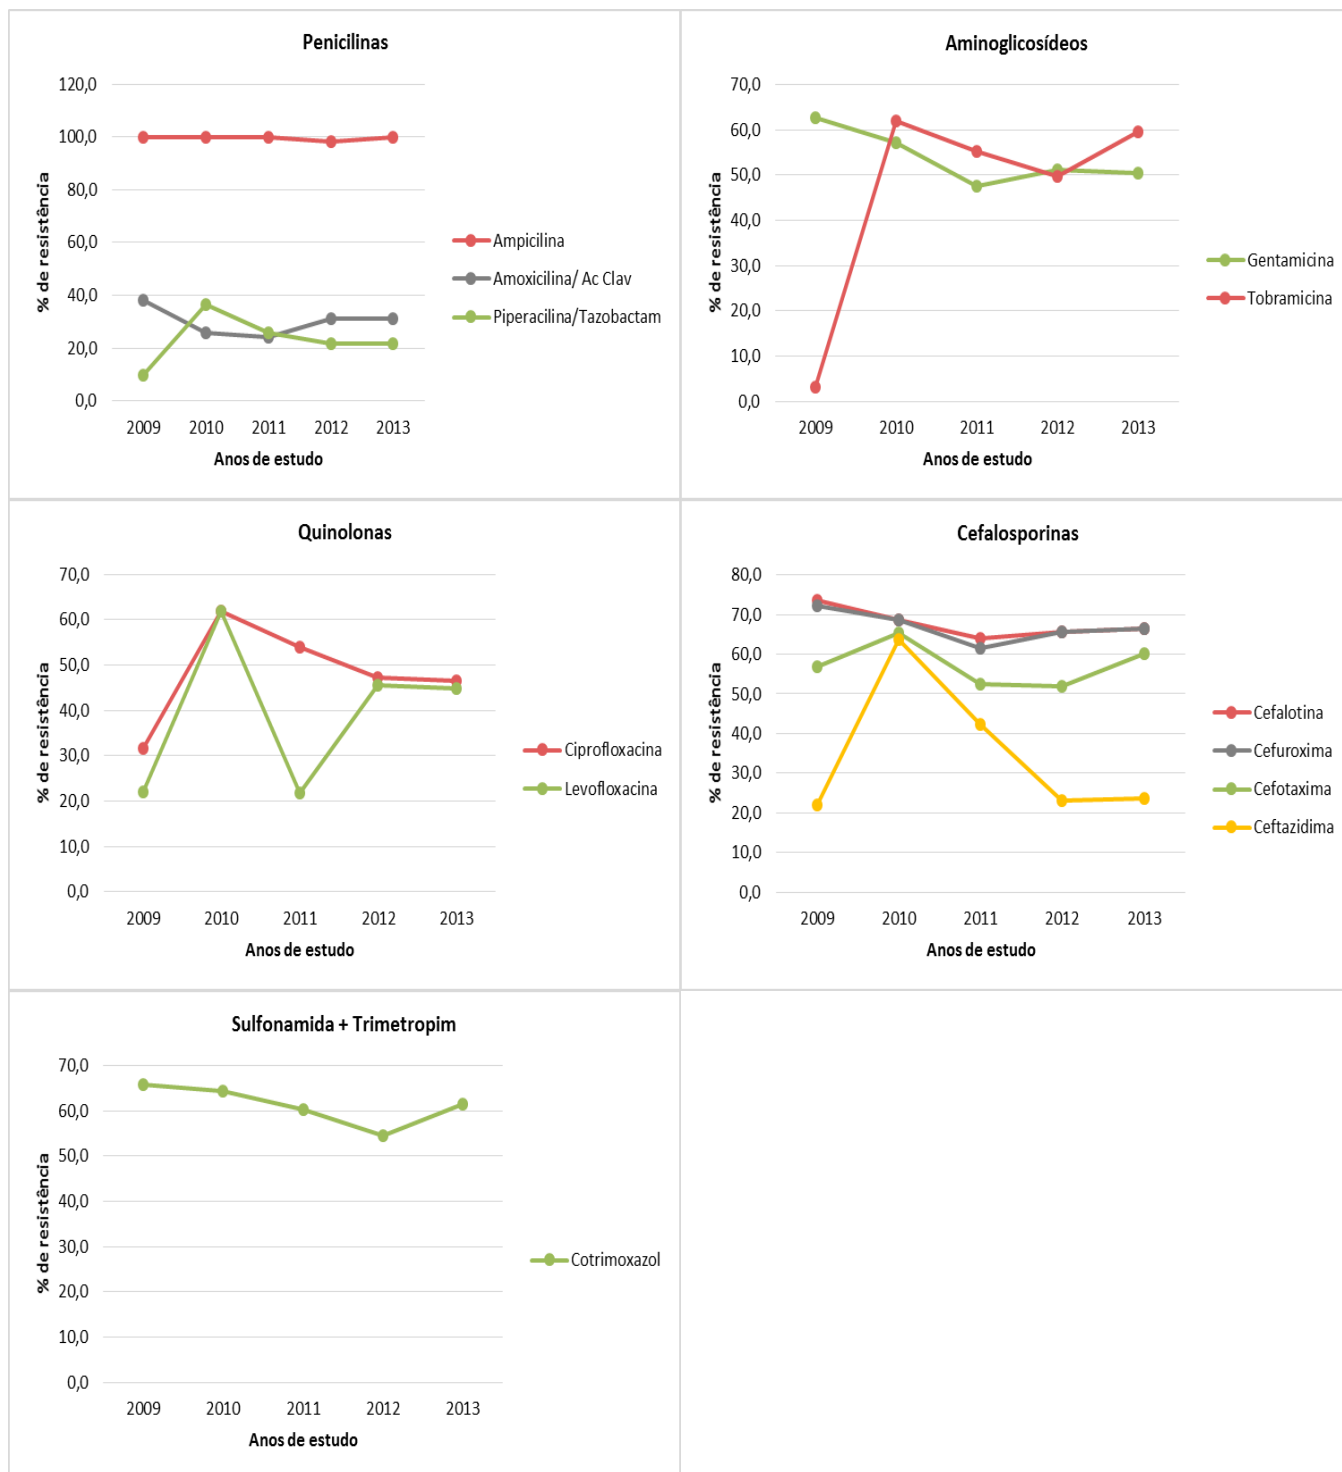 Penicilinas
120,0
100,0
80,0
60,0
40,0
20,0
0,0
% de resistência
2009 2010 2011 2012 2013
Anos de estudo
Ampicilina
Amoxicilina/ Ac Clav
Piperacilina/Tazobactam
Aminoglicosídeos
70,0
60,0
50,0
40,0
30,0
20,0
10,0
0,0
% de resistência
2009 2010 2011 2012 2013
Anos de estudo
Gentamicina
Tobramicina
Quinolonas
70,0
60,0
50,0
40,0
30,0
20,0
10,0
0,0
% de resistência
2009 2010 2011 2012 2013
Anos de estudo
Ciprofloxacina
Levofloxacina
Cefalosporinas
80,0
70,0
60,0
50,0
40,0
30,0
20,0
10,0
0,0
% de resistência
2009 2010 2011 2012 2013
Anos de estudo
Cefalotina
Cefuroxima
Cefotaxima
Ceftazidima
Sulfonamida + Trimetropim
70,0
60,0
50,0
40,0
30,0
20,0
10,0
0,0
% de resistência
2009 2010 2011 2012 2013
Anos de estudo
Cotrimoxazol